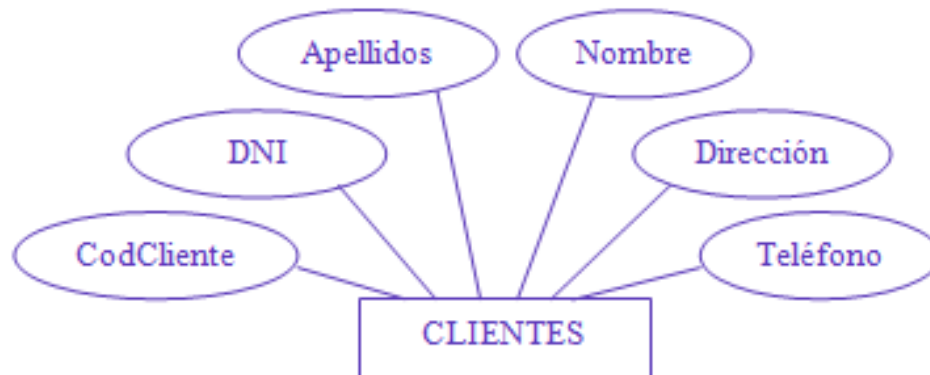 Apellidos
Nombre
DNI
Dirección
CodCliente
Teléfono
CLIENTES